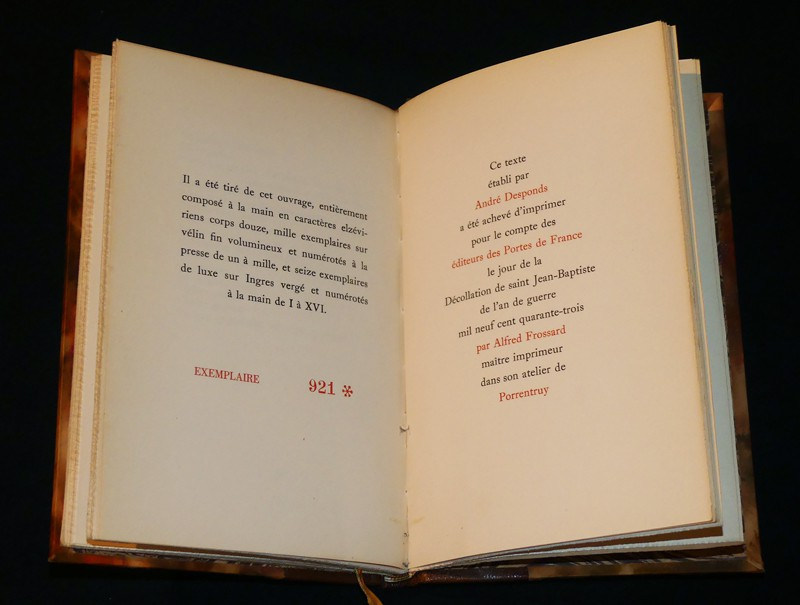 Il a été tiré de cet ouvrage, entièrement
composé à la main en caractères elzévi-
riens corps douze, mille exemplaires sur
vélin fin volumineux et numérotés à la
presse de un à mille, et seize exemplaires
de luxe sur Ingres vergé et numérotés
à la main de I à XVI.
EXEMPLAIRE 921 *
Ce texte
établi par
André Desponds
a été achevé d'imprimer
pour le compte des
éditeurs des Portes de France
le jour de la
Décollation de saint Jean-Baptiste
de l'an de guerre
mil neuf cent quarante-trois
par Alfred Frossard
maître imprimeur
dans son atelier de
Porrentruy